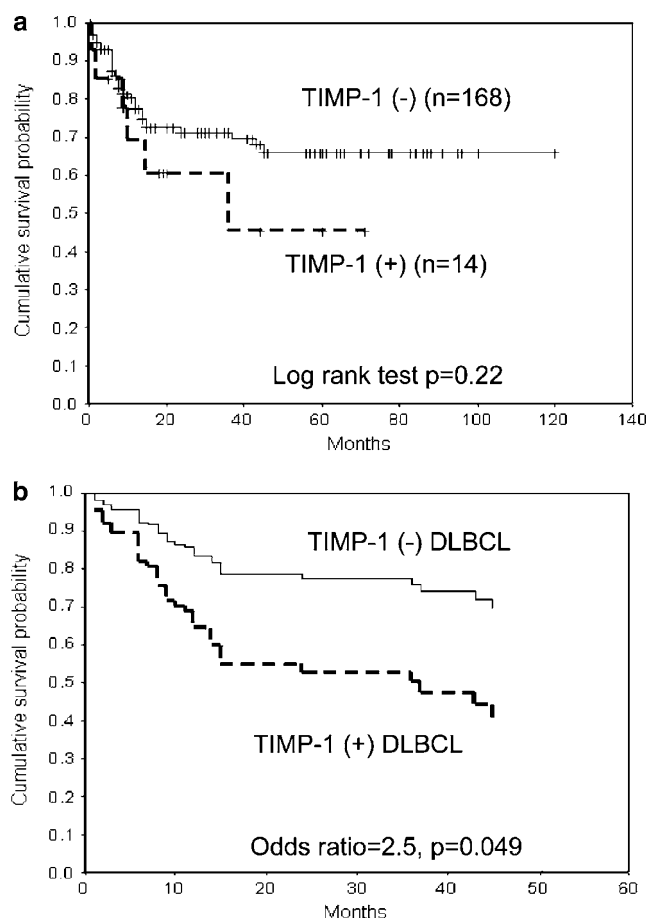 a
Cumulative survival probability
1.0
0.9
0.8
0.7
0.6
0.5
0.4
0.3
0.2
0.1
0.0
TIMP-1 (-) (n=168)
TIMP-1 (+) (n=14)
Log rank test p=0.22
0 20 40 60 80 100 120 140
Months
b
Cumulative survival probability
1.0
0.9
0.8
0.7
0.6
0.5
0.4
0.3
0.2
0.1
0.0
TIMP-1 (-) DLBCL
TIMP-1 (+) DLBCL
Odds ratio=2.5, p=0.049
0 10 20 30 40 50 60
Months